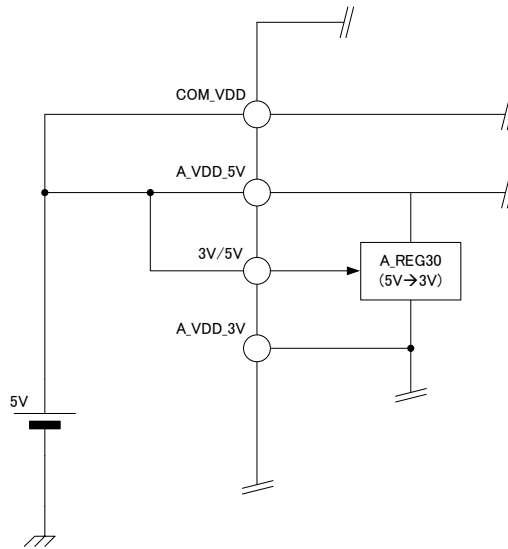 COM_VDD
A_VDD_5V
3V/5V
A_REG30
(5V→3V)
A_VDD_3V
5V